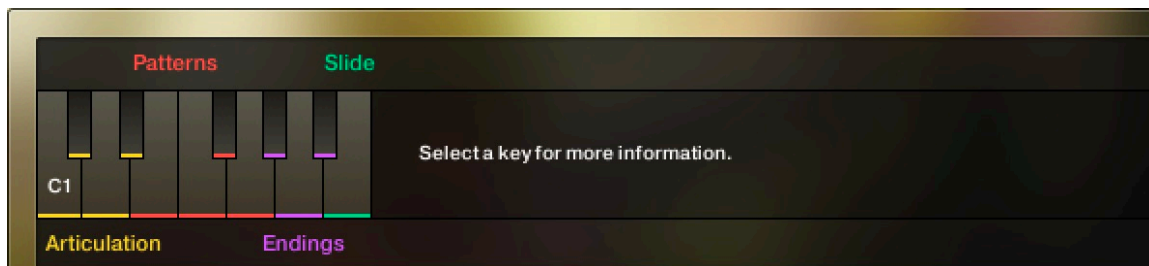 Patterns Slide
Select a key for more information.
C1
Articulation Endings